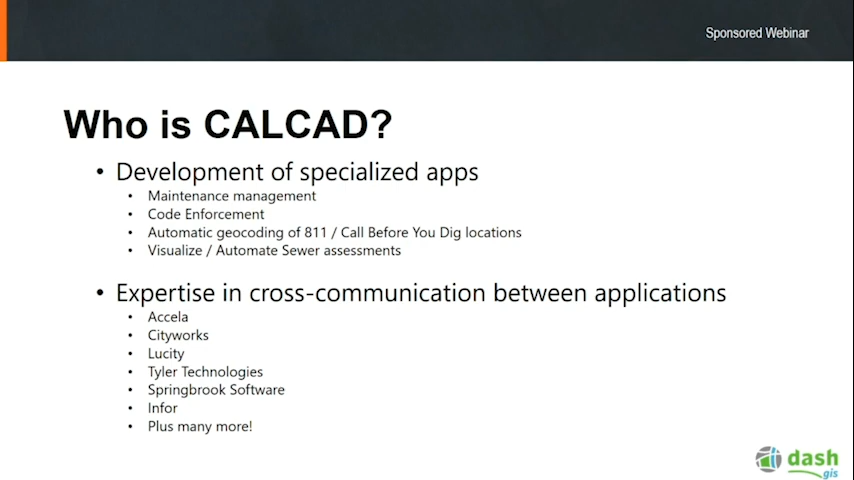 Sponsored Webinar
Who is CALCAD?
• Development of specialized apps
• Maintenance management
• Code Enforcement
• Automatic geocoding of 811 / Call Before You Dig locations
• Visualize / Automate Sewer assessments
• Expertise in cross-communication between applications
• Accela
• Cityworks
• Lucity
• Tyler Technologies
• Springbrook Software
• Infor
• Plus many more!
dash
gis